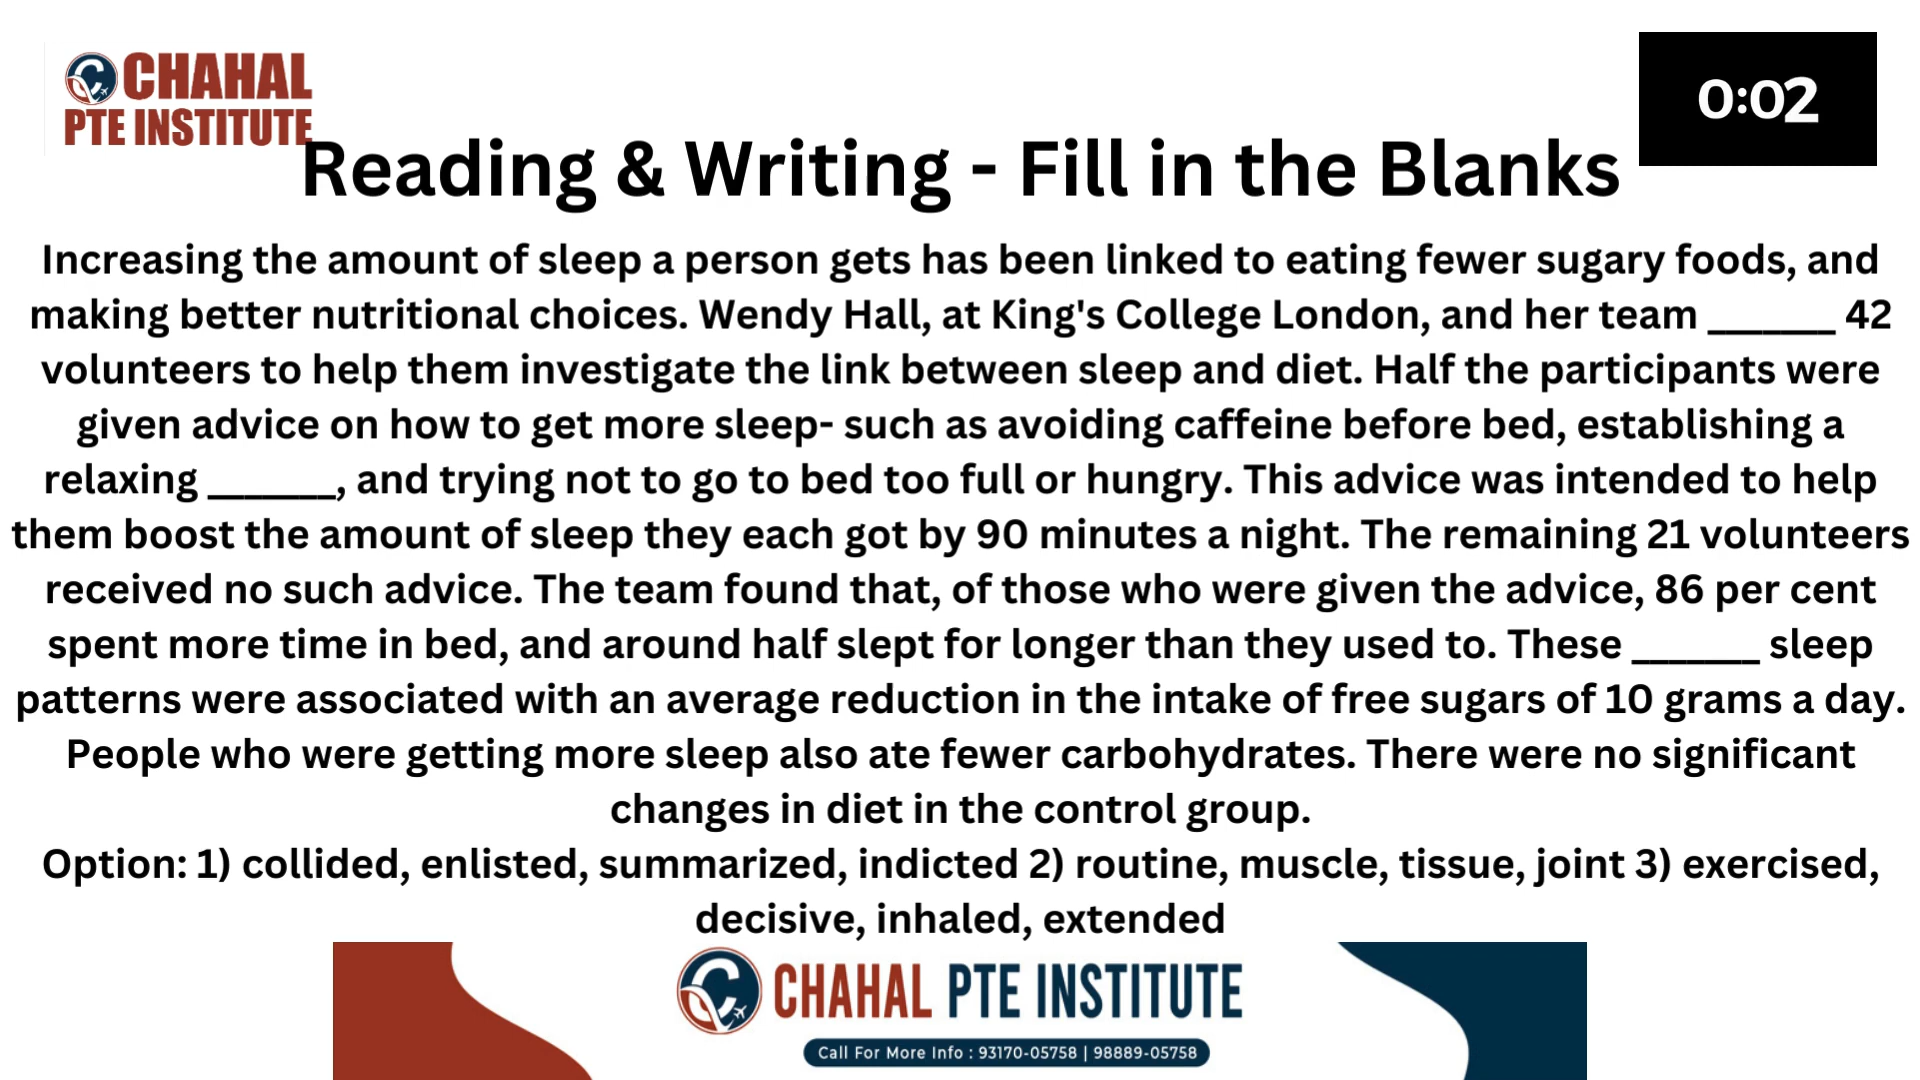 CHAHAL
PTE INSTITUTE
0:02
Reading & Writing - Fill in the Blanks
Increasing the amount of sleep a person gets has been linked to eating fewer sugary foods, and
making better nutritional choices. Wendy Hall, at King's College London, and her team _______ 42
volunteers to help them investigate the link between sleep and diet. Half the participants were
given advice on how to get more sleep- such as avoiding caffeine before bed, establishing a
relaxing _______, and trying not to go to bed too full or hungry. This advice was intended to help
them boost the amount of sleep they each got by 90 minutes a night. The remaining 21 volunteers
received no such advice. The team found that, of those who were given the advice, 86 per cent
spent more time in bed, and around half slept for longer than they used to. These _______ sleep
patterns were associated with an average reduction in the intake of free sugars of 10 grams a day.
People who were getting more sleep also ate fewer carbohydrates. There were no significant
changes in diet in the control group.
Option: 1) collided, enlisted, summarized, indicted 2) routine, muscle, tissue, joint 3) exercised,
decisive, inhaled, extended
CHAHAL PTE INSTITUTE
Call For More Info : 93170-05758 | 98889-05758